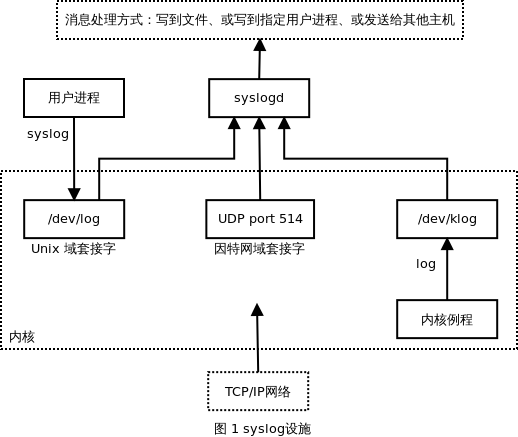 消息处理方式：写到文件、或写到指定用户进程、或发送给其他主机
用户进程
syslogd
syslog
/dev/log
UDP port 514
/dev/klog
Unix 域套接字
因特网域套接字
log
内核例程
内核
TCP/IP网络
图 1 syslog设施